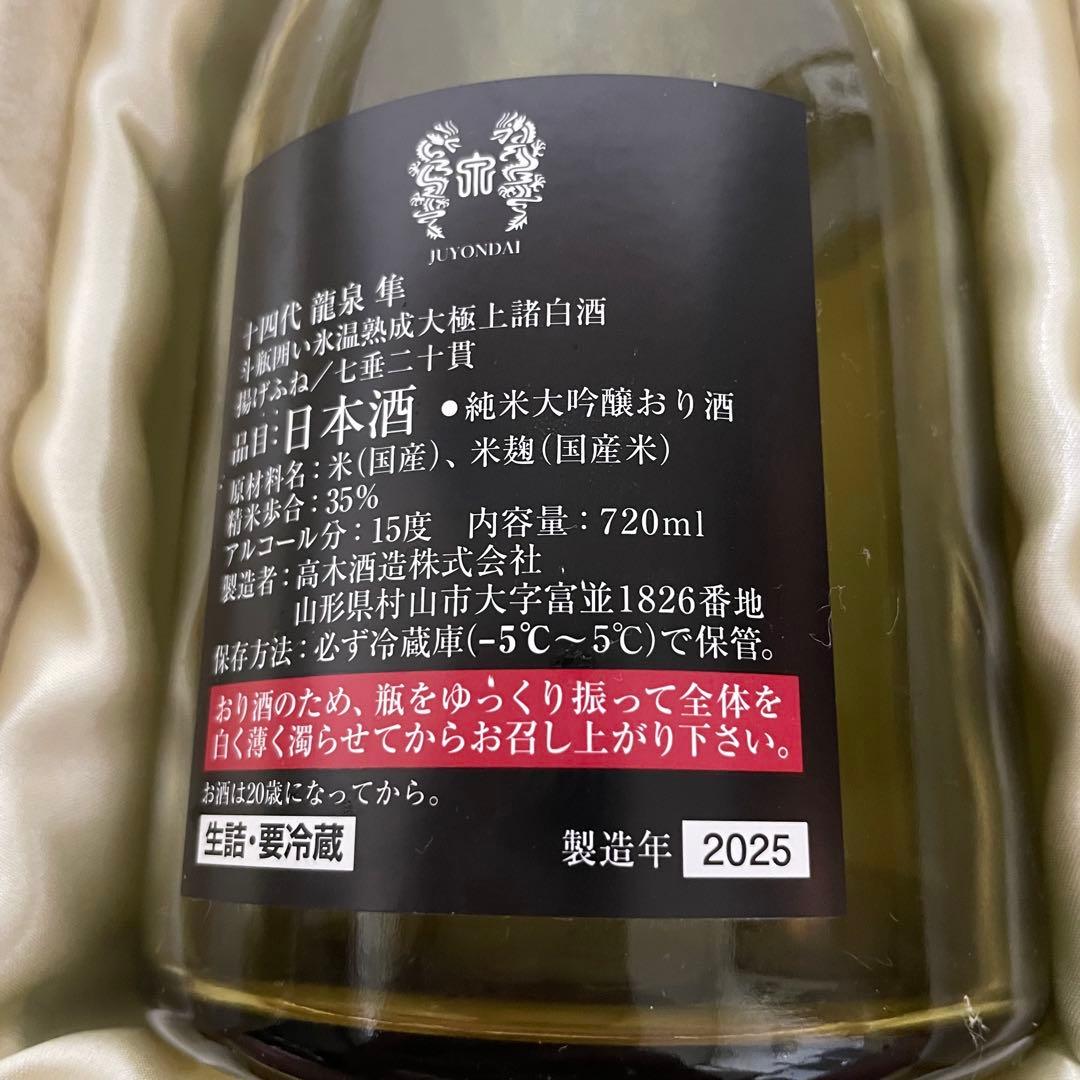 泉
JUYONDAI
十四代 龍泉 隼
斗瓶囲い氷温熟成大極上諸白酒
揚げふね/七垂二十貫
品目:日本酒 ●純米大吟醸おり酒
原材料名:米(国産)、米麹(国産米)
精米歩合:35%
アルコール分:15度 内容量:720ml
製造者:高木酒造株式会社
山形県村山市大字富並1826番地
保存方法:必ず冷蔵庫(-5℃~5℃)で保管。
おり酒のため、瓶をゆっくり振って全体を
白く薄く濁らせてからお召し上がり下さい。
お酒は20歳になってから。
生詰・要冷蔵
製造年 2025